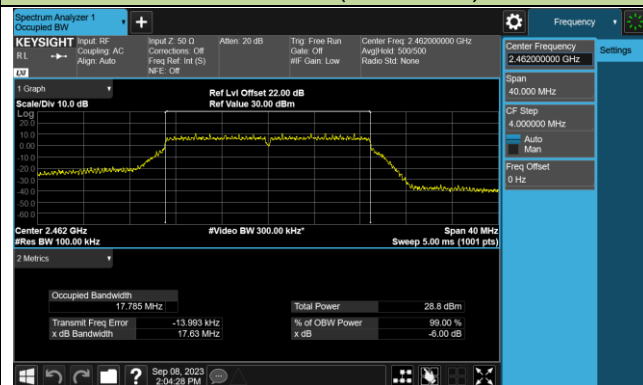 Spectrum Analyzer 1
Occupied BW
Frequency
KEYSIGHT
RL
LXI
Input: RF
Coupling: AC
Align: Auto
Input Z: 50 Ω
Corrections: Off
Freq Ref: Int (S)
NFE: Off
Atten: 20 dB
Trig: Free Run
Gate: Off
#IF Gain: Low
Center Freq: 2.462000000 GHz
Avg|Hold: 500/500
Radio Std: None
Center Frequency
2.462000000 GHz
Settings
Span
40.000 MHz
CF Step
4.000000 MHz
Auto
Man
Freq Offset
0 Hz
1 Graph
Scale/Div 10.0 dB
Ref Lvl Offset 22.00 dB
Ref Value 30.00 dBm
Log
20.0
10.0
0.00
-10.0
-20.0
-30.0
-40.0
-50.0
-60.0
Center 2.462 GHz
#Video BW 300.00 kHz*
Span 40 MHz
#Res BW 100.00 kHz
Sweep 5.00 ms (1001 pts)
2 Metrics
Occupied Bandwidth
17.785 MHz
Total Power 28.8 dBm
Transmit Freq Error -13.993 kHz
% of OBW Power 99.00 %
x dB Bandwidth 17.63 MHz
x dB -6.00 dB
Sep 08, 2023
2:04:28 PM